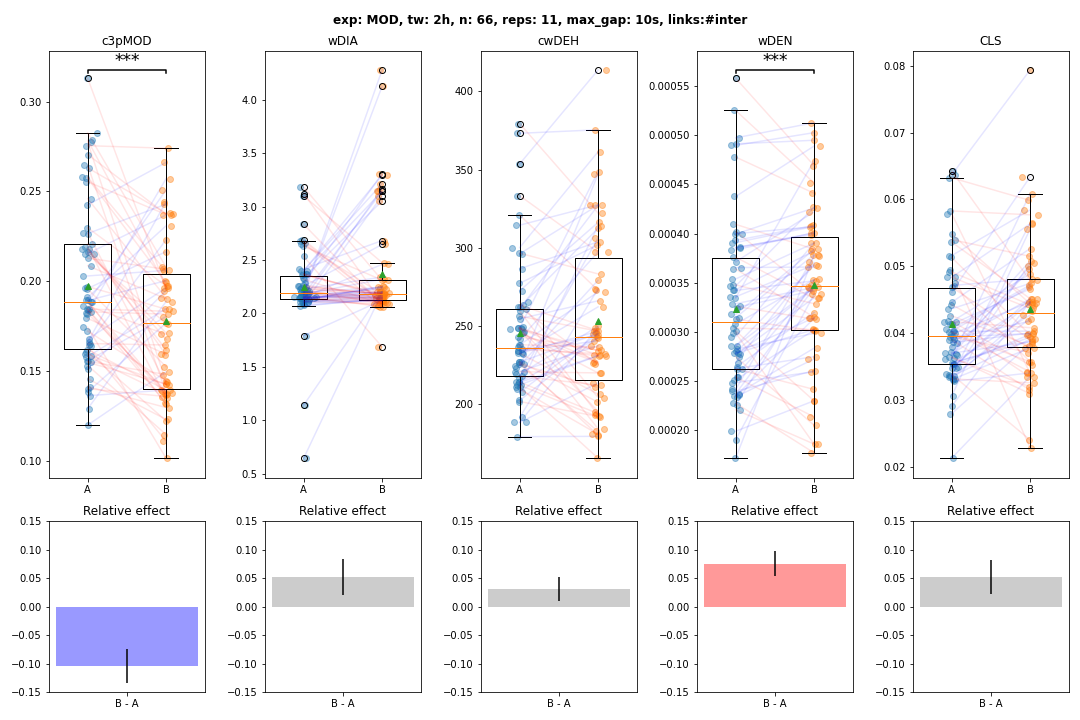 exp: MOD, tw: 2h, n: 66, reps: 11, max_gap: 10s, links:#inter
c3pMOD
wDIA
cwDEH
wDEN
CLS
***
***
0.30
0.25
0.20
0.15
0.10
A
B
4.0
3.5
3.0
2.5
2.0
1.5
1.0
0.5
A
B
400
350
300
250
200
A
B
0.00055
0.00050
0.00045
0.00040
0.00035
0.00030
0.00025
0.00020
A
B
0.08
0.07
0.06
0.05
0.04
0.03
0.02
A
B
Relative effect
0.15
0.10
0.05
0.00
−0.05
−0.10
−0.15
B - A
Relative effect
0.15
0.10
0.05
0.00
−0.05
−0.10
−0.15
B - A
Relative effect
0.15
0.10
0.05
0.00
−0.05
−0.10
−0.15
B - A
Relative effect
0.15
0.10
0.05
0.00
−0.05
−0.10
−0.15
B - A
Relative effect
0.15
0.10
0.05
0.00
−0.05
−0.10
−0.15
B - A